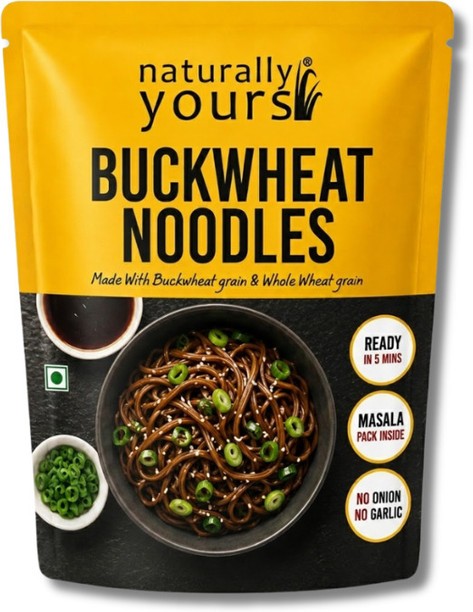 naturally®
yours
BUCKWHEAT
NOODLES
Made With Buckwheat grain & Whole Wheat grain
READY
IN 5 MINS
MASALA
PACK INSIDE
NO ONION
NO GARLIC